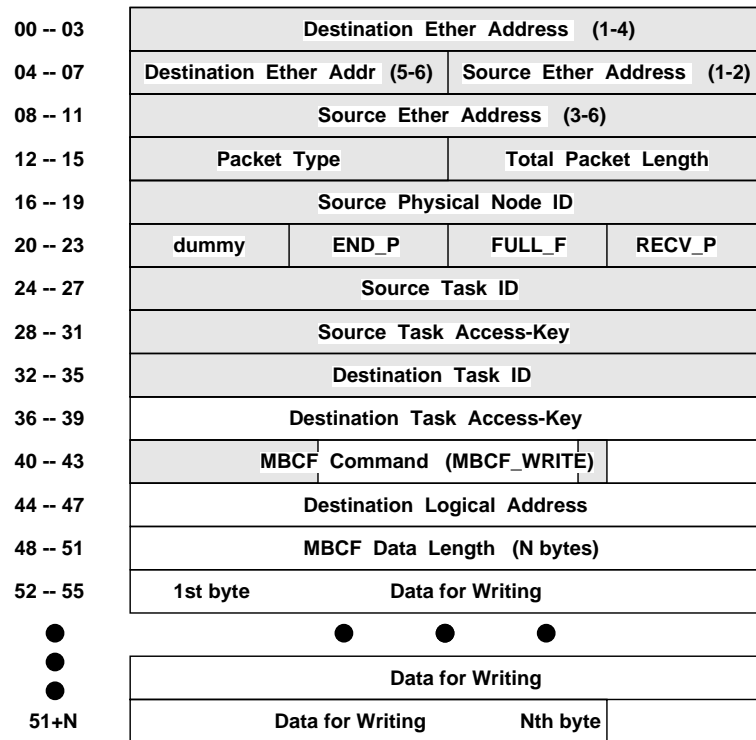 00 -- 03 Destination Ether Address (1-4)
04 -- 07 Destination Ether Addr (5-6) Source Ether Address (1-2)
08 -- 11 Source Ether Address (3-6)
12 -- 15 Packet Type Total Packet Length
16 -- 19 Source Physical Node ID
20 -- 23 dummy END_P FULL_F RECV_P
24 -- 27 Source Task ID
28 -- 31 Source Task Access-Key
32 -- 35 Destination Task ID
36 -- 39 Destination Task Access-Key
40 -- 43 MBCF Command (MBCF_WRITE)
44 -- 47 Destination Logical Address
48 -- 51 MBCF Data Length (N bytes)
52 -- 55 1st byte Data for Writing
Data for Writing
51+N Data for Writing Nth byte